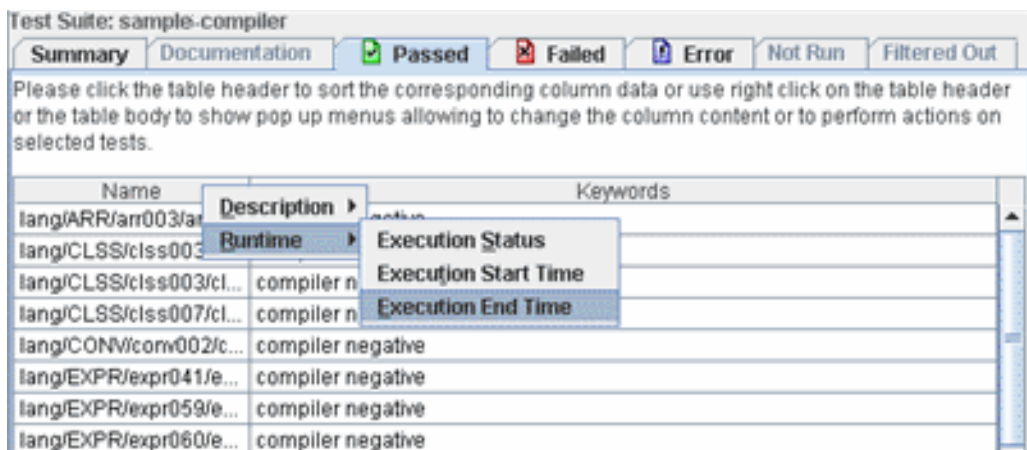 Test Suite: sample-compiler
Summary Documentation Passed Failed Error Not Run Filtered Out
Please click the table header to sort the corresponding column data or use right click on the table header
or the table body to show pop up menus allowing to change the column content or to perform actions on
selected tests.
Name Keywords
lang/ARR/arr003/ar
Description
lang/CLSS/clss003
Runtime
Execution Status
lang/CLSS/clss003/cl... compiler n
Execution Start Time
lang/CLSS/clss007/cl... compiler n
Execution End Time
lang/CONV/conv002/c... compiler negative
lang/EXPR/expr041/e... compiler negative
lang/EXPR/expr059/e... compiler negative
lang/EXPR/expr060/e... compiler negative